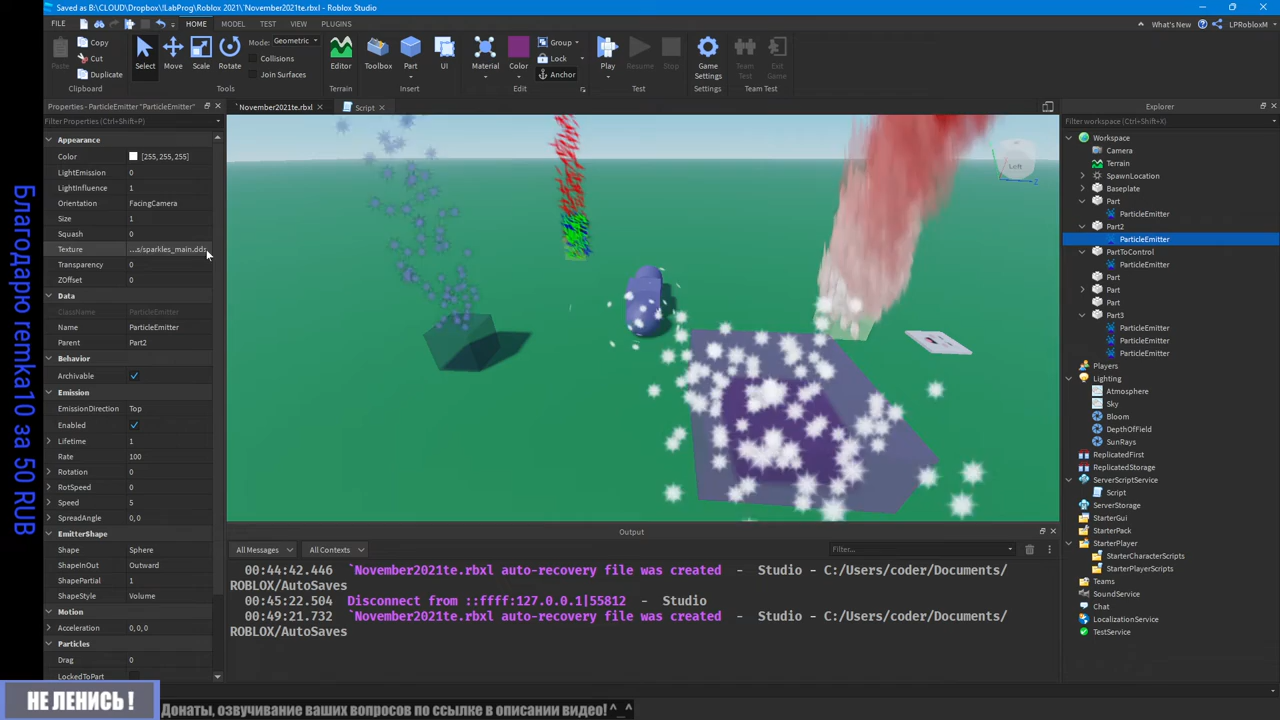 Saved as B:\CLOUD\Dropbox\!LabProg\Roblox 2021\`November2021te.rbxl - Roblox Studio
FILE HOME MODEL TEST VIEW PLUGINS What's New LPRobloxM
Paste Copy Cut Duplicate Select Move Scale Rotate Mode: Geometric Collisions Join Surfaces Editor Toolbox Part UI Material Color Group Lock Anchor Play Resume Stop Game Settings Team Test Exit Game
Clipboard Tools Terrain Insert Edit Test Settings Team Test
Properties - ParticleEmitter "ParticleEmitter"
`November2021te.rbxl
Script
Explorer
Filter Properties (Ctrl+Shift+P)
Filter workspace (Ctrl+Shift+X)
Appearance
Color [255,255,255]
LightEmission 0
LightInfluence 1
Orientation FacingCamera
Size 1
Squash 0
Texture ...s/sparkles_main.dds
Transparency 0
ZOffset 0
Data
ClassName ParticleEmitter
Name ParticleEmitter
Parent Part2
Behavior
Archivable
Emission
EmissionDirection Top
Enabled
Lifetime 1
Rate 100
Rotation 0
RotSpeed 0
Speed 5
SpreadAngle 0, 0
EmitterShape
Shape Sphere
ShapeInOut Outward
ShapePartial 1
ShapeStyle Volume
Motion
Acceleration 0, 0, 0
Particles
Drag 0
LockedToPart
Left
Z
Workspace
Camera
Terrain
SpawnLocation
Baseplate
Part
ParticleEmitter
Part2
ParticleEmitter
PartToControl
ParticleEmitter
Part
Part
Part
Part3
ParticleEmitter
ParticleEmitter
ParticleEmitter
Players
Lighting
Atmosphere
Sky
Bloom
DepthOfField
SunRays
ReplicatedFirst
ReplicatedStorage
ServerScriptService
Script
ServerStorage
StarterGui
StarterPack
StarterPlayer
StarterCharacterScripts
StarterPlayerScripts
Teams
SoundService
Chat
LocalizationService
TestService
Output
All Messages All Contexts Filter...
00:44:42.446 `November2021te.rbxl auto-recovery file was created - Studio - C:/Users/coder/Documents/
ROBLOX/AutoSaves
00:45:22.504 Disconnect from ::ffff:127.0.0.1|55812 - Studio
00:49:21.732 `November2021te.rbxl auto-recovery file was created - Studio - C:/Users/coder/Documents/
ROBLOX/AutoSaves
Благодарю remka10 за 50 RUB
НЕ ЛЕНИСЬ !
Донаты, озвучивание ваших вопросов по ссылке в описании видео! ^_^